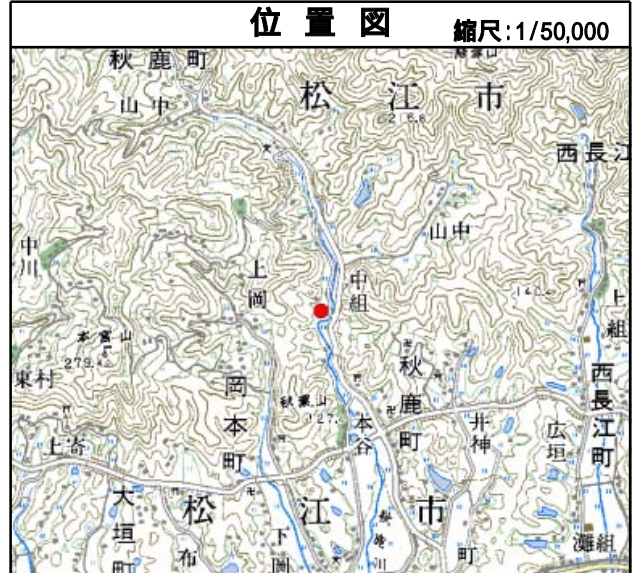 位置図
縮尺:1/50,000
秋鹿町
山中
松江市
西長江
山中
中川
上岡
中組
上組
本宮山
279.4
東村
岡本町
秋葉山
127.
秋鹿町
本谷
井神
広垣
西長江町
上寄
大垣町
松江市
布
下岡
町
灘組